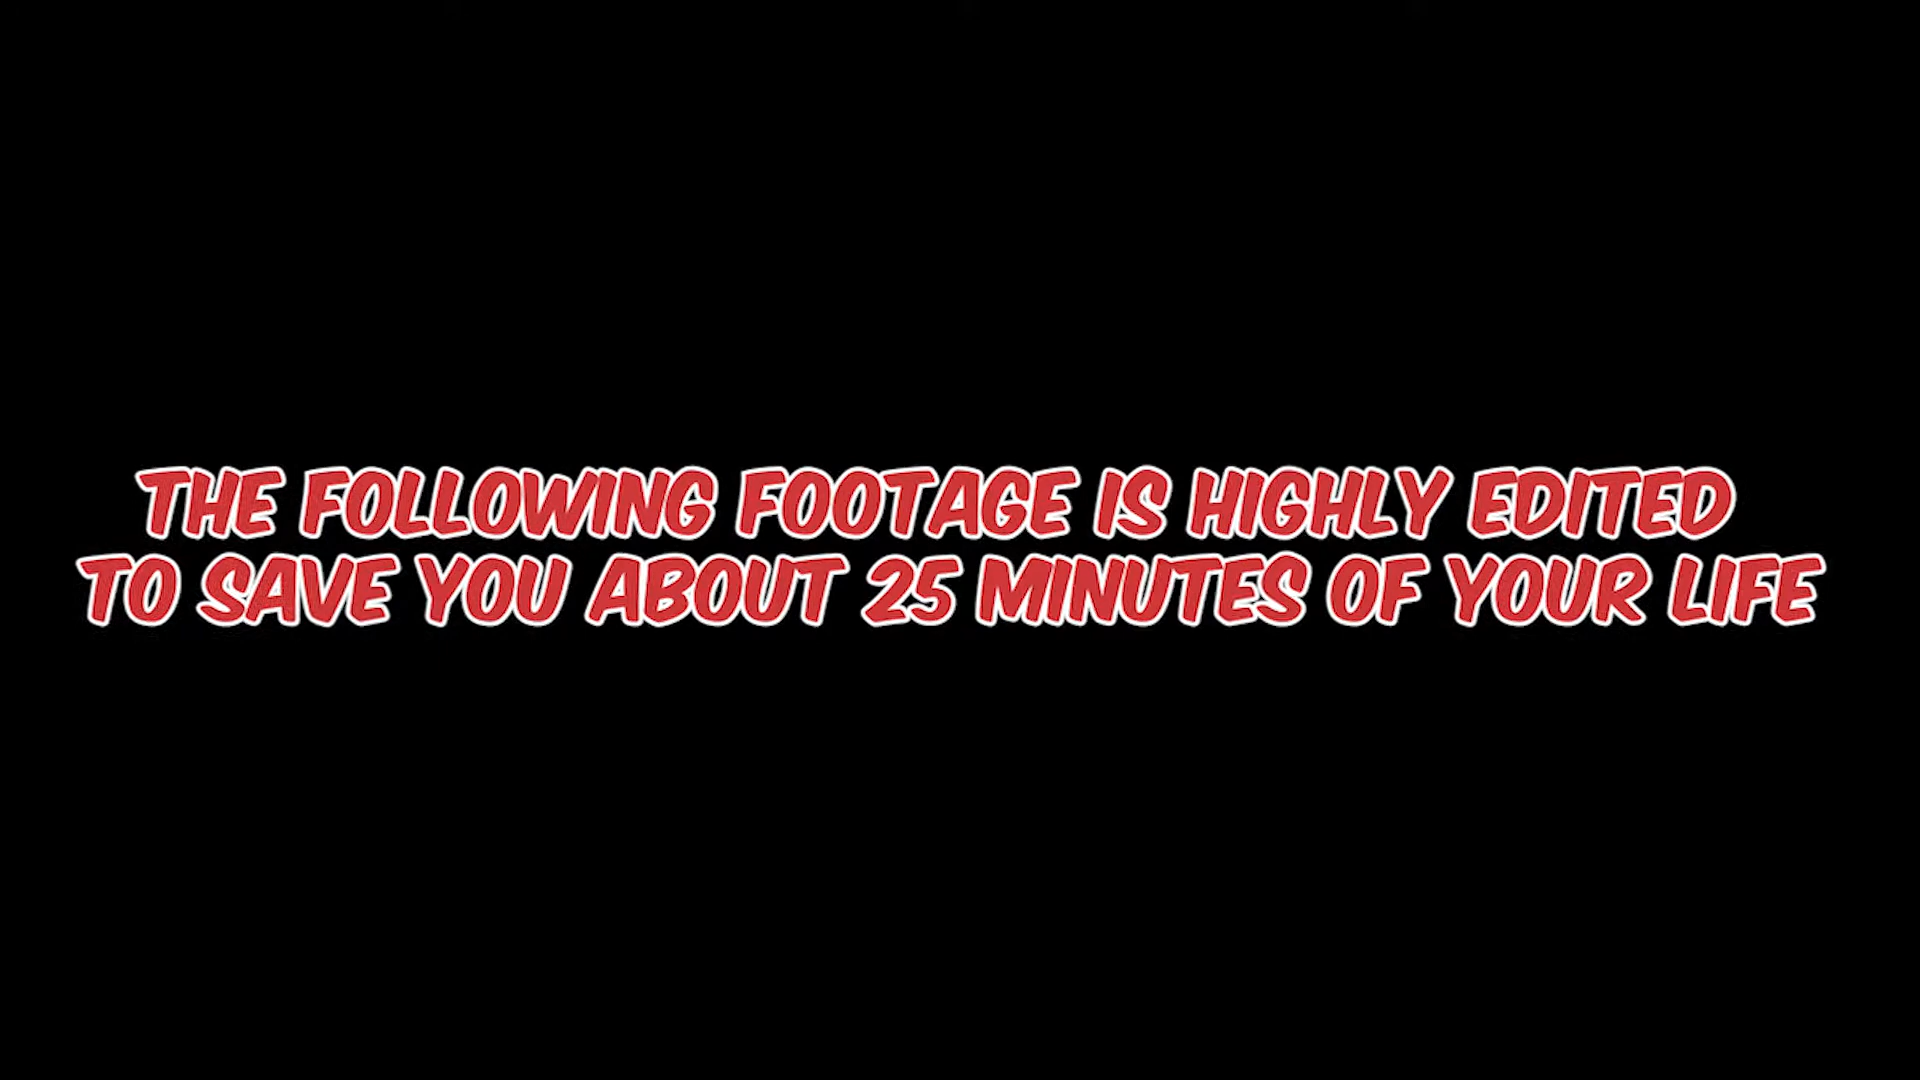 THE FOLLOWING FOOTAGE IS HIGHLY EDITED
TO SAVE YOU ABOUT 25 MINUTES OF YOUR LIFE